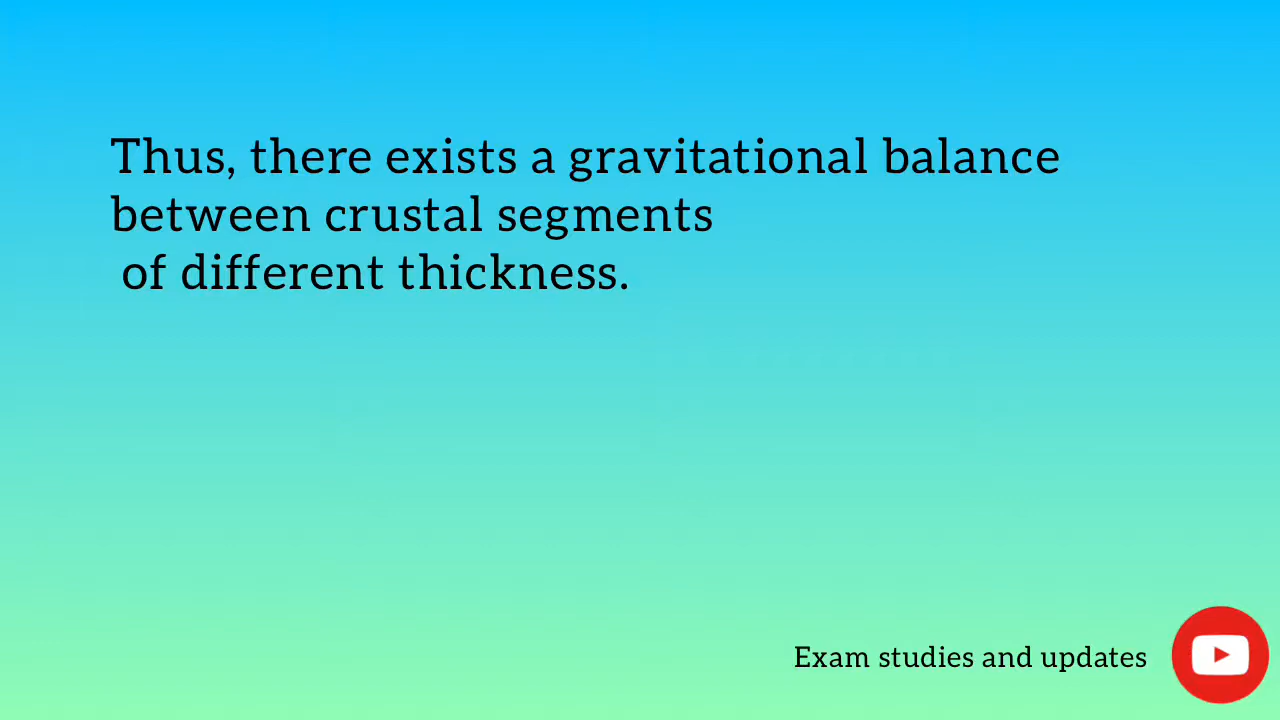 Thus, there exists a gravitational balance
between crustal segments
of different thickness.
Exam studies and updates